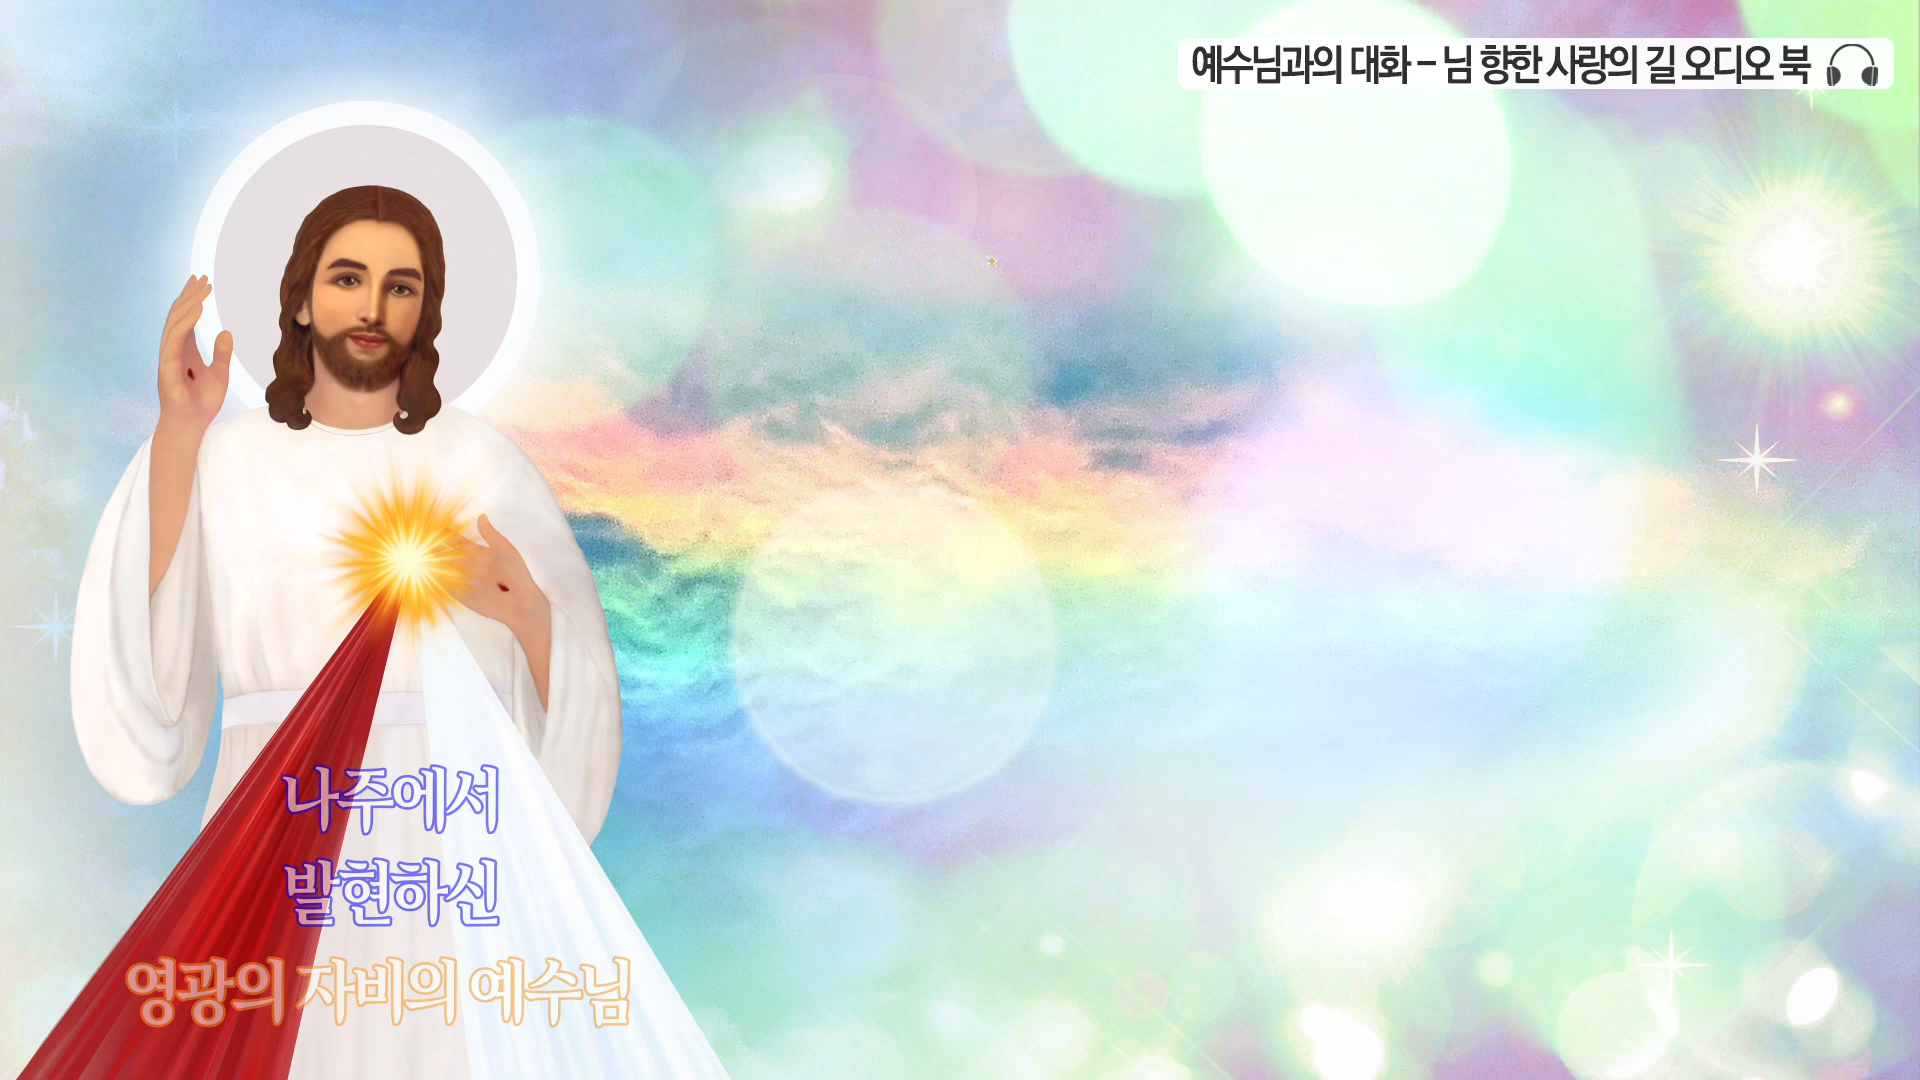 예수님과의 대화 - 님 향한 사랑의 길 오디오 북
나주에서
발현하신
영광의 자비의 예수님